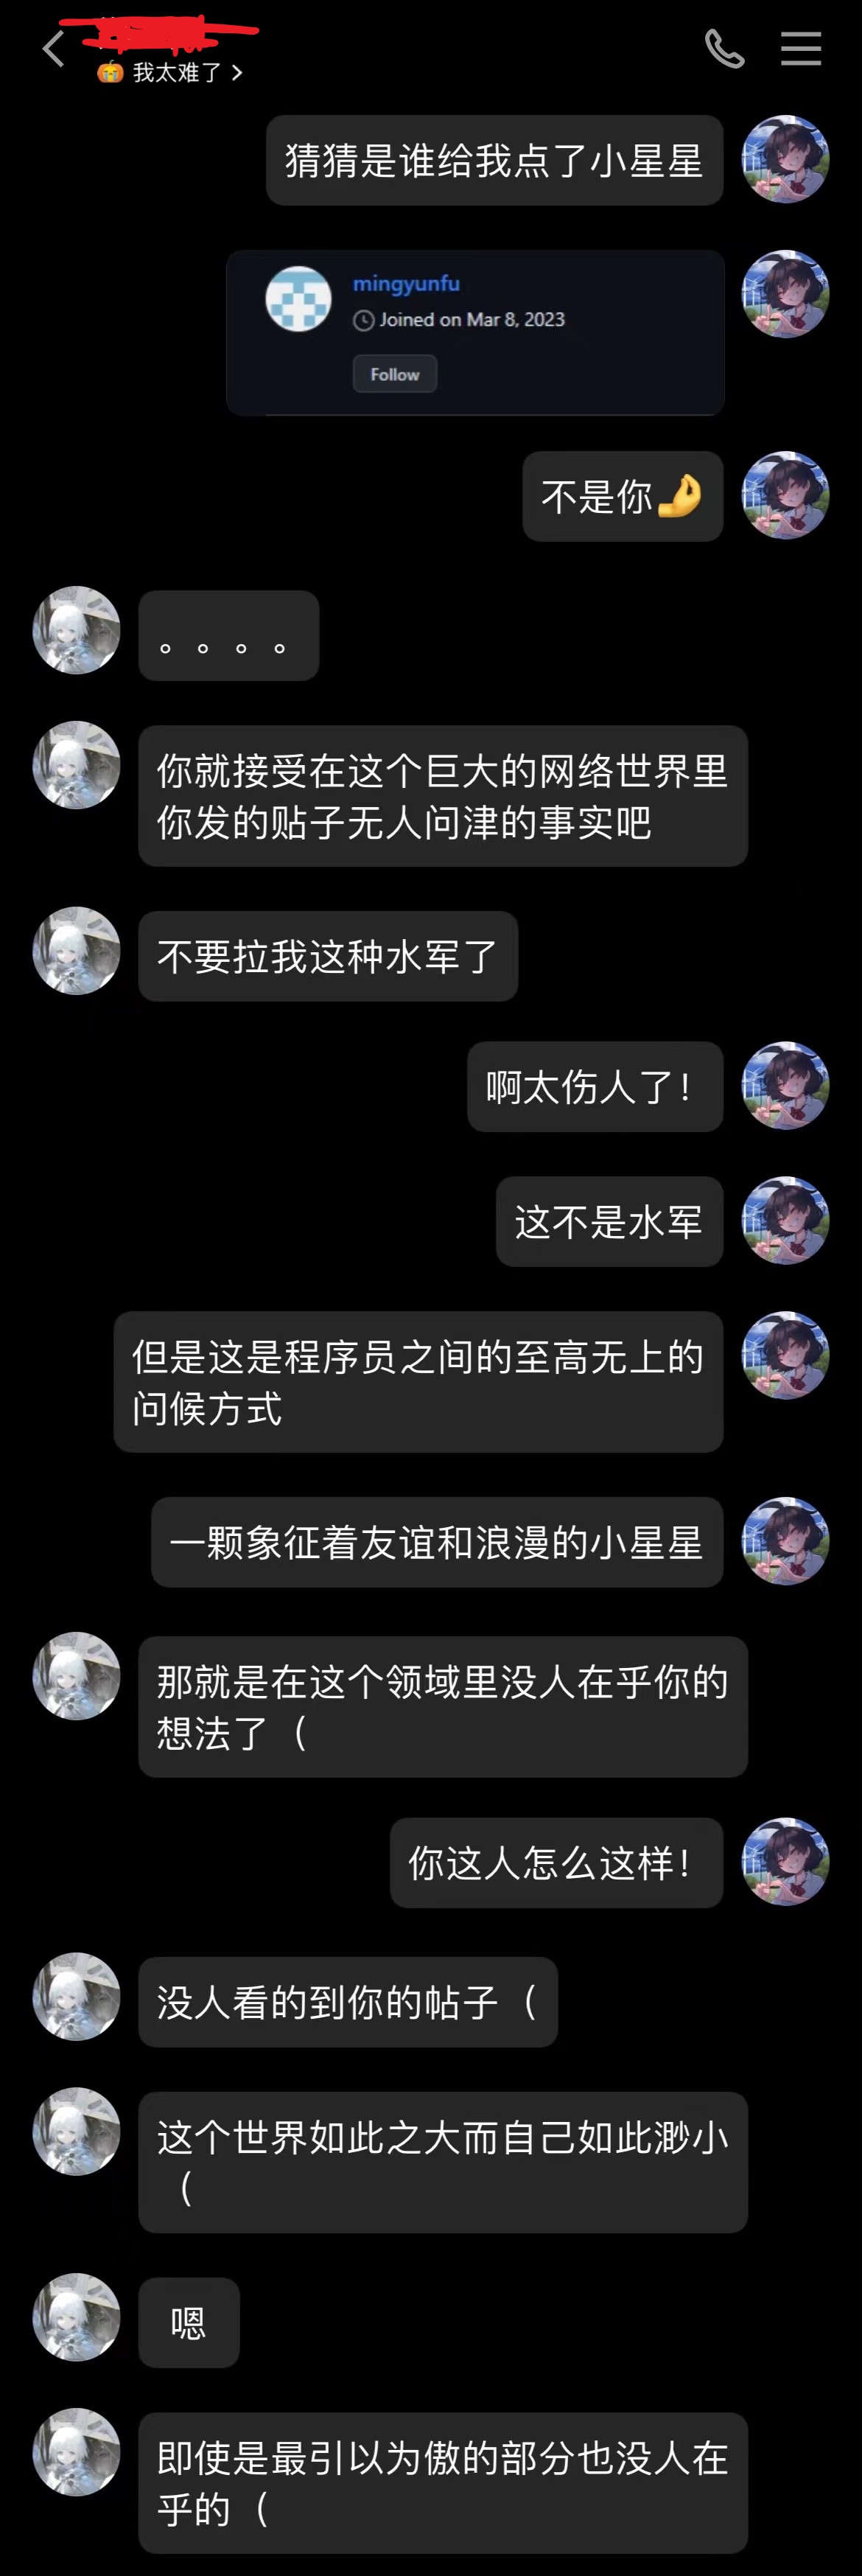 我太难了
猜猜是谁给我点了小星星
mingyunfu
Joined on Mar 8, 2023
Follow
不是你🤌
。。。。
你就接受在这个巨大的网络世界里
你发的贴子无人问津的事实吧
不要拉我这种水军了
啊太伤人了！
这不是水军
但是这是程序员之间的至高无上的
问候方式
一颗象征着友谊和浪漫的小星星
那就是在这个领域里没人在乎你的
想法了（
你这人怎么这样！
没人看的到你的帖子（
这个世界如此之大而自己如此渺小
（
嗯
即使是最引以为傲的部分也没人在
乎的（